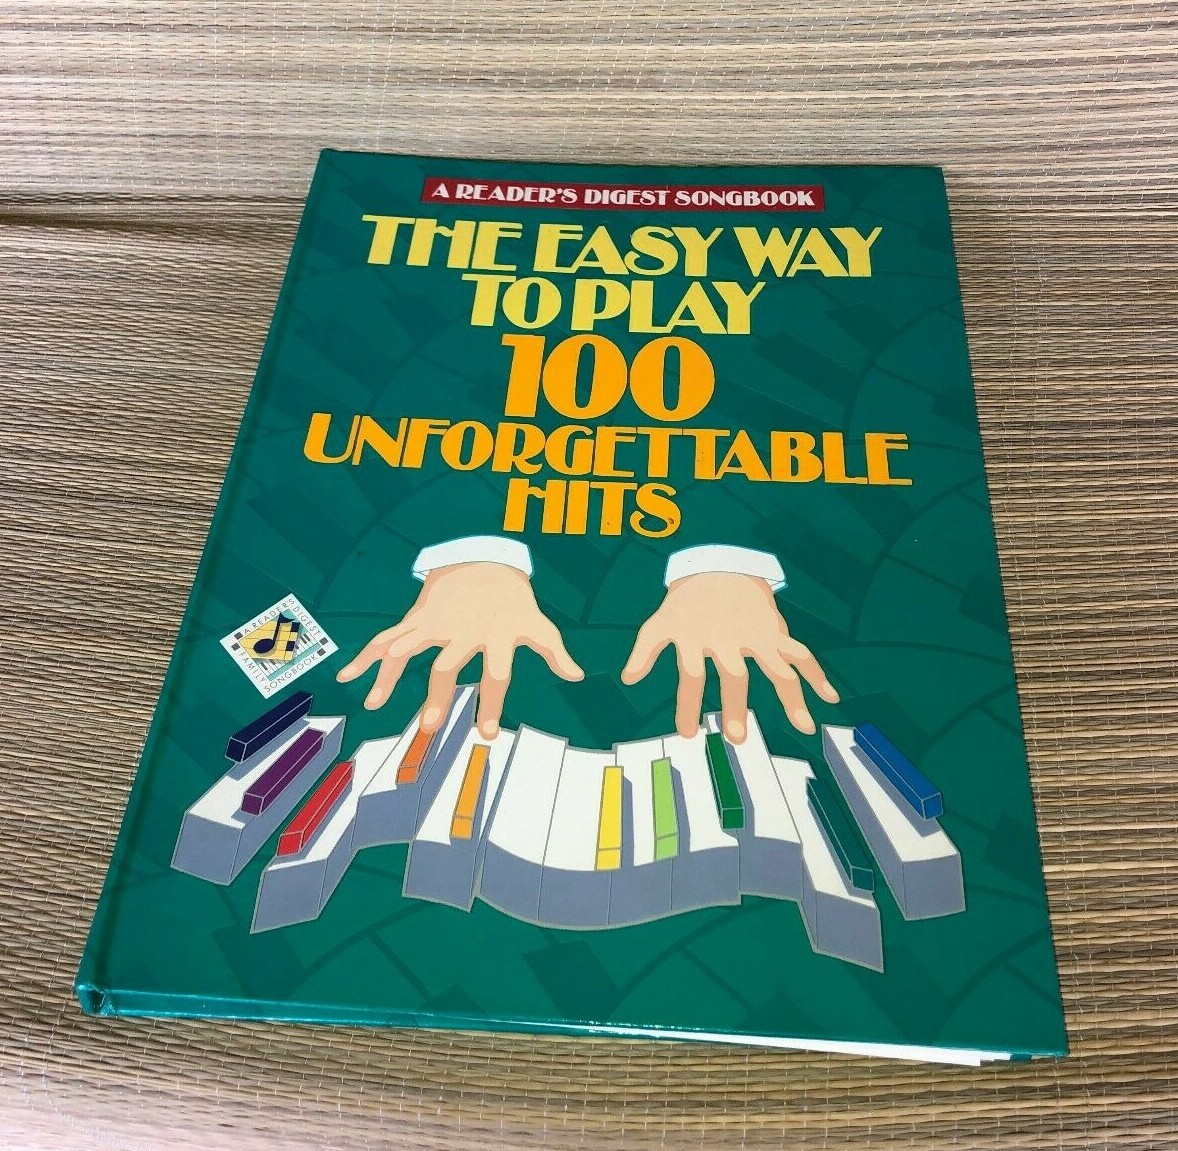 A READER'S DIGEST SONGBOOK
THE EASY WAY
TO PLAY
100
UNFORGETTABLE
HITS
A READER'S DIGEST
FAMILY SONGBOOK